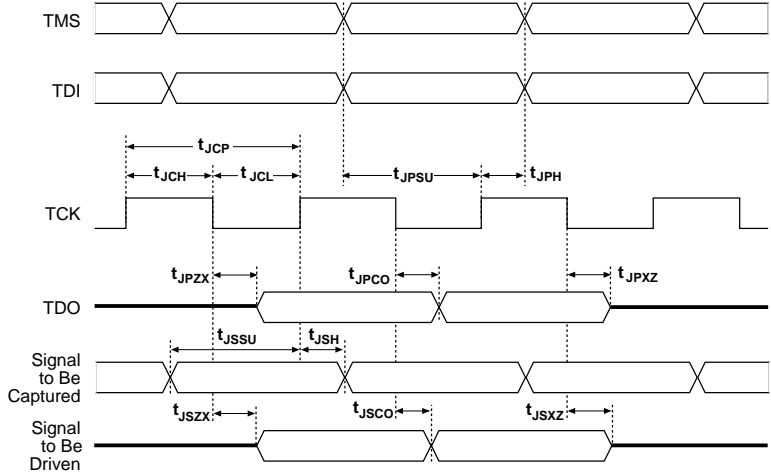 TMS
TDI
tJCP
tJCH
tJCL
tJPSU
tJPH
TCK
tJPZX
tJPCO
tJPXZ
TDO
tJSSU
tJSH
Signal
to Be
Captured
tJSZX
tJSCO
tJSXZ
Signal
to Be
Driven